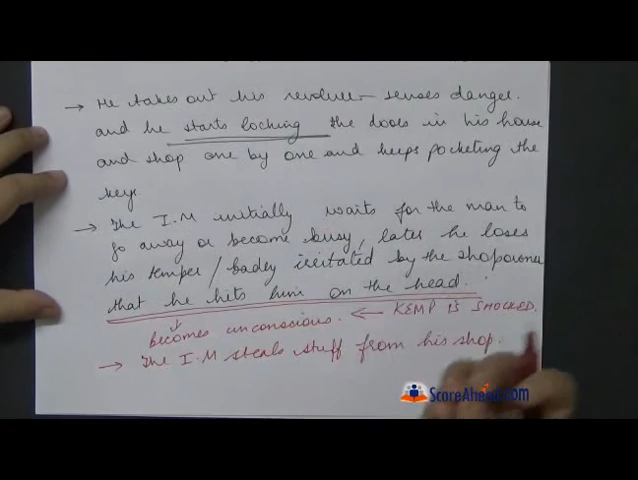 → He takes out his revolver - senses danger.
and he starts locking the doors in his house
and shop one by one and keeps pocketing the
keys.
→ The I.M initially waits for the man to
go away or become busy, later he loses
his temper / badly irritated by the shopowner
that he hits him on the head.
becomes unconscious. ← KEMP IS SHOCKED.
→ The I.M steals stuff from his shop.
ScoreAhead.com